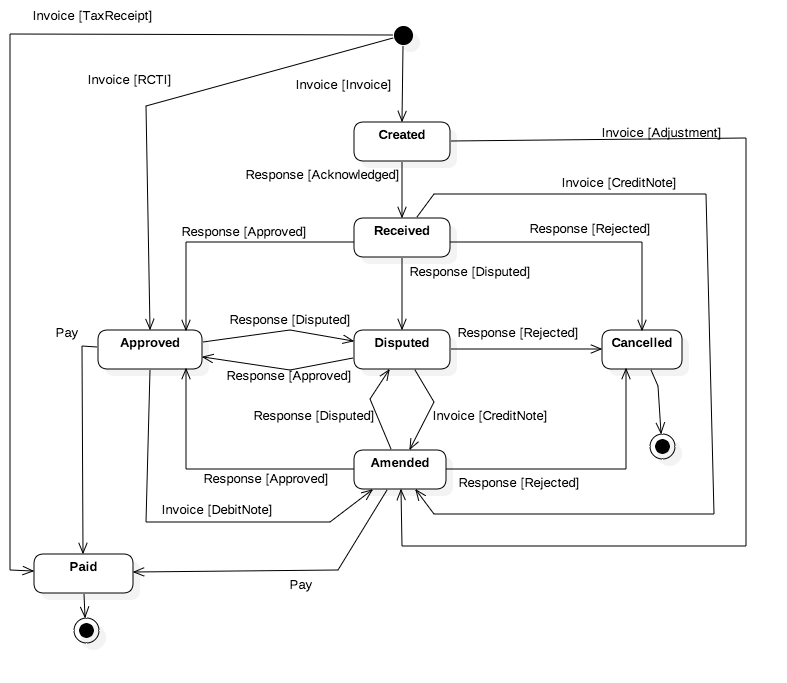 Invoice [TaxReceipt]
Invoice [RCTI]
Invoice [Invoice]
Created
Invoice [Adjustment]
Response [Acknowledged]
Invoice [CreditNote]
Received
Response [Approved]
Response [Rejected]
Response [Disputed]
Pay
Approved
Response [Disputed]
Disputed
Response [Rejected]
Cancelled
Response [Approved]
Response [Disputed]
Invoice [CreditNote]
Amended
Response [Approved]
Response [Rejected]
Invoice [DebitNote]
Paid
Pay